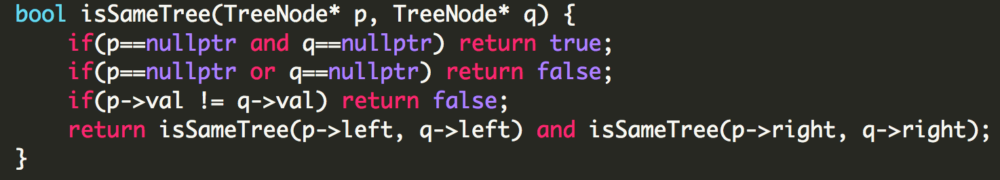 bool isSameTree(TreeNode* p, TreeNode* q) {
    if(p==nullptr and q==nullptr) return true;
    if(p==nullptr or q==nullptr) return false;
    if(p->val != q->val) return false;
    return isSameTree(p->left, q->left) and isSameTree(p->right, q->right);
}